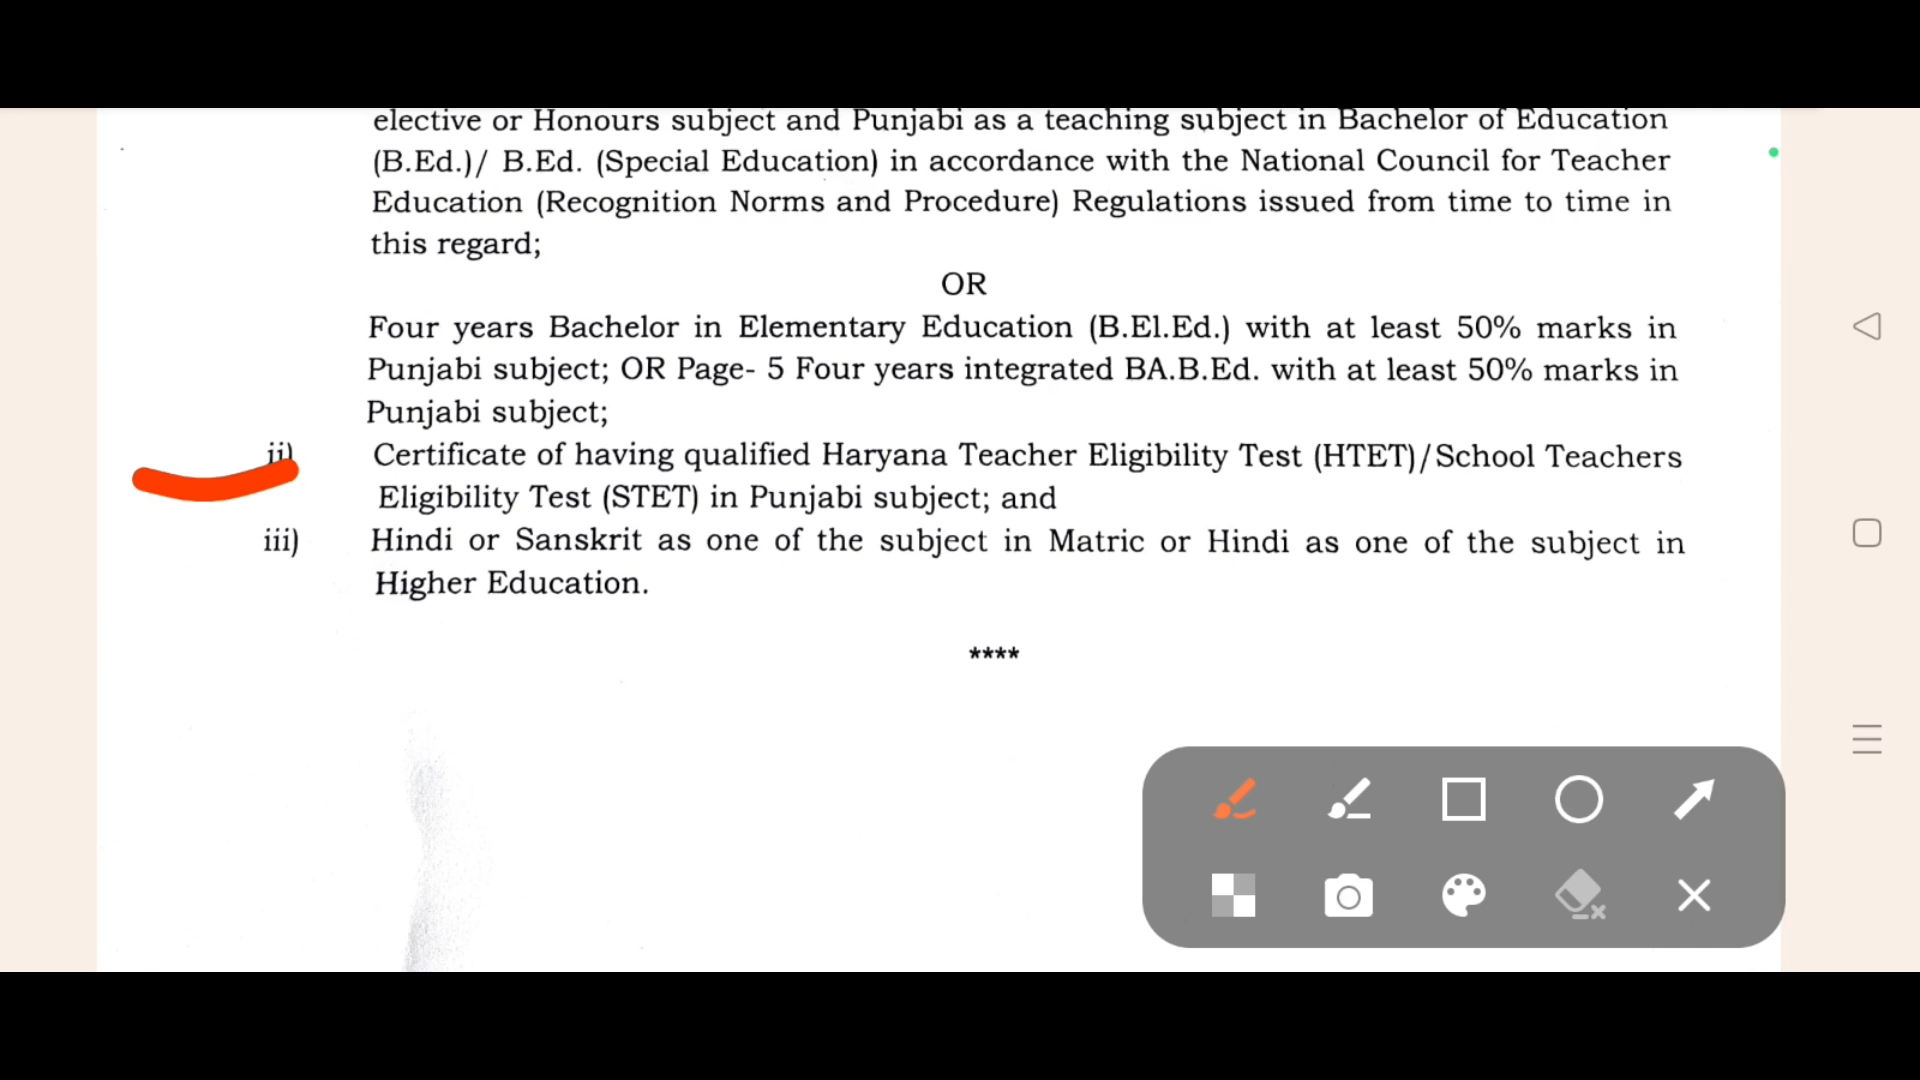 elective or Honours subject and Punjabi as a teaching subject in Bachelor of Education
(B.Ed.)/ B.Ed. (Special Education) in accordance with the National Council for Teacher
Education (Recognition Norms and Procedure) Regulations issued from time to time in
this regard;
OR
Four years Bachelor in Elementary Education (B.El.Ed.) with at least 50% marks in
Punjabi subject; OR Page- 5 Four years integrated BA.B.Ed. with at least 50% marks in
Punjabi subject;
ii) Certificate of having qualified Haryana Teacher Eligibility Test (HTET)/School Teachers
Eligibility Test (STET) in Punjabi subject; and
iii) Hindi or Sanskrit as one of the subject in Matric or Hindi as one of the subject in
Higher Education.
****